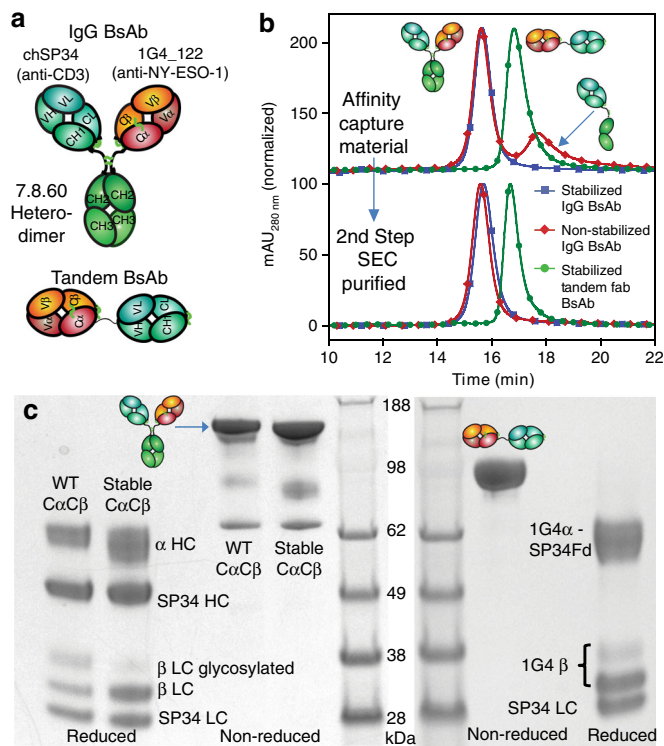 a
IgG BsAb
chSP34
(anti-CD3)
1G4_122
(anti-NY-ESO-1)
VH
VL
CH1
CL
Cβ
Vβ
Cα
Vα
7.8.60
Hetero-
dimer
CH2
CH2
CH3
CH3
Tandem BsAb
Vβ
Cβ
Vα
Cα
VL
CL
VH
CH1
b
mAU280 nm (normalized)
200
150
100
50
0
10
12
14
16
18
20
22
Time (min)
Affinity
capture
material
2nd Step
SEC
purified
Stabilized
IgG BsAb
Non-stabilized
IgG BsAb
Stabilized
tandem fab
BsAb
c
WT
CαCβ
Stable
CαCβ
α HC
SP34 HC
β LC glycosylated
β LC
SP34 LC
Reduced
WT
CαCβ
Stable
CαCβ
Non-reduced
188
98
62
49
38
28
kDa
1G4α -
SP34Fd
1G4 β
SP34 LC
Non-reduced
Reduced